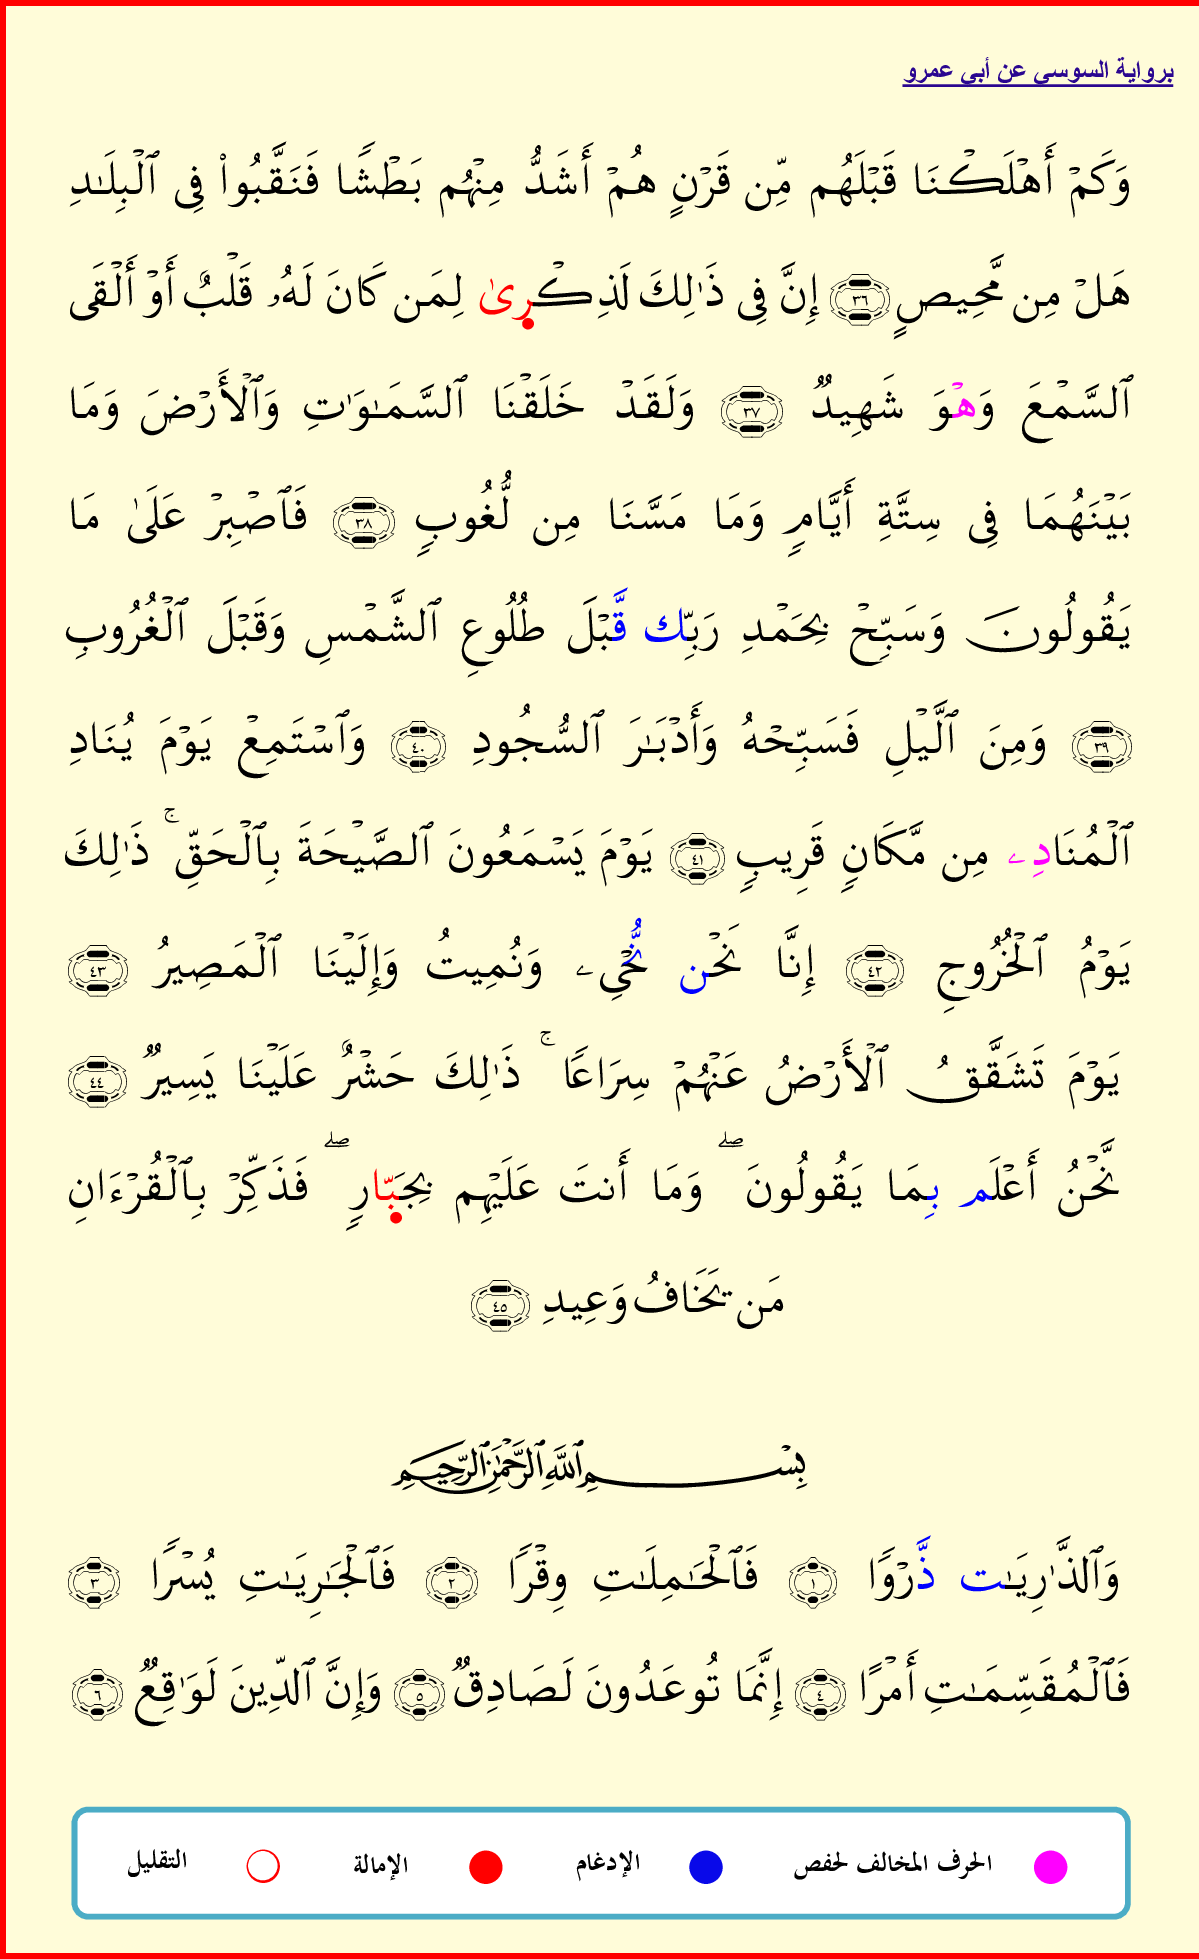 برواية السوسي عن أبي عمرو
وَكَمْ أَهْلَكْنَا قَبْلَهُم مِّن قَرْنٍ هُمْ أَشَدُّ مِنْهُم بَطْشًا فَنَقَّبُوا۟ فِى ٱلْبِلَـٰدِ
هَلْ مِن مَّحِيصٍ ٣٦ إِنَّ فِى ذَٰلِكَ لَذِكْرِىٰ لِمَن كَانَ لَهُۥ قَلْبٌ أَوْ أَلْقَى
ٱلسَّمْعَ وَهْوَ شَهِيدٌ ٣٧ وَلَقَدْ خَلَقْنَا ٱلسَّمَـٰوَٰتِ وَٱلْأَرْضَ وَمَا
بَيْنَهُمَا فِى سِتَّةِ أَيَّامٍ وَمَا مَسَّنَا مِن لُّغُوبٍ ٣٨ فَٱصْبِرْ عَلَىٰ مَا
يَقُولُونَ وَسَبِّحْ بِحَمْدِ رَبِّك قَّبْلَ طُلُوعِ ٱلشَّمْسِ وَقَبْلَ ٱلْغُرُوبِ
٣٩ وَمِنَ ٱلَّيْلِ فَسَبِّحْهُ وَأَدْبَـٰرَ ٱلسُّجُودِ ٤٠ وَٱسْتَمِعْ يَوْمَ يُنَادِ
ٱلْمُنَادِۦ مِن مَّكَانٍ قَرِيبٍ ٤١ يَوْمَ يَسْمَعُونَ ٱلصَّيْحَةَ بِٱلْحَقِّ ۚ ذَٰلِكَ
يَوْمُ ٱلْخُرُوجِ ٤٢ إِنَّا نَحْن نُّحْىِۦ وَنُمِيتُ وَإِلَيْنَا ٱلْمَصِيرُ ٤٣
يَوْمَ تَشَقَّقُ ٱلْأَرْضُ عَنْهُمْ سِرَاعًا ۚ ذَٰلِكَ حَشْرٌ عَلَيْنَا يَسِيرٌ ٤٤
نَّحْنُ أَعْلَم بِمَا يَقُولُونَ ۖ وَمَا أَنتَ عَلَيْهِم بِجَبّارٍ ۖ فَذَكِّرْ بِٱلْقُرْءَانِ
مَن يَخَافُ وَعِيدِ ٤٥
بِسْمِ ٱللَّهِ ٱلرَّحْمَـٰنِ ٱلرَّحِيمِ
وَٱلذَّٰرِيَـٰت ذَّرْوًا ١ فَٱلْحَـٰمِلَـٰتِ وِقْرًا ٢ فَٱلْجَـٰرِيَـٰتِ يُسْرًا ٣
فَٱلْمُقَسِّمَـٰتِ أَمْرًا ٤ إِنَّمَا تُوعَدُونَ لَصَادِقٌ ٥ وَإِنَّ ٱلدِّينَ لَوَٰقِعٌ ٦
الحرف المخالف لحفص الإدغام الإمالة التقليل